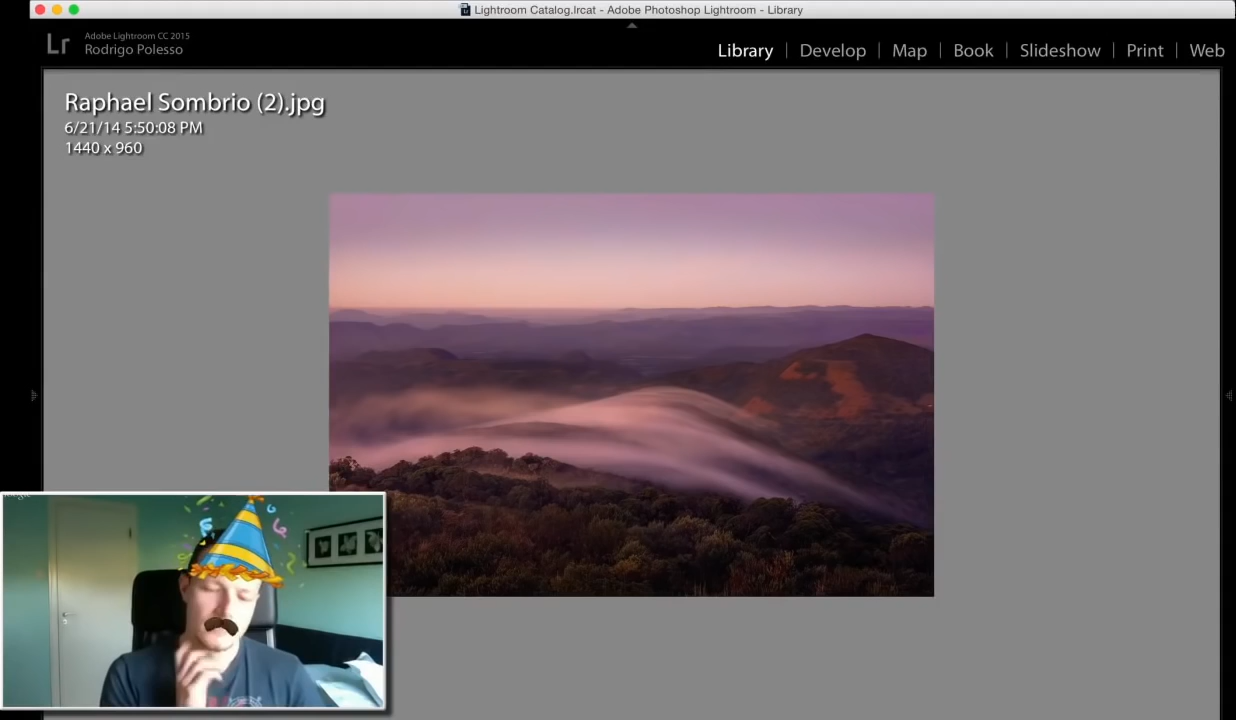 Lightroom Catalog.lrcat - Adobe Photoshop Lightroom - Library
Lr
Adobe Lightroom CC 2015
Rodrigo Polesso
Library | Develop | Map | Book | Slideshow | Print | Web
Raphael Sombrio (2).jpg
6/21/14 5:50:08 PM
1440 x 960